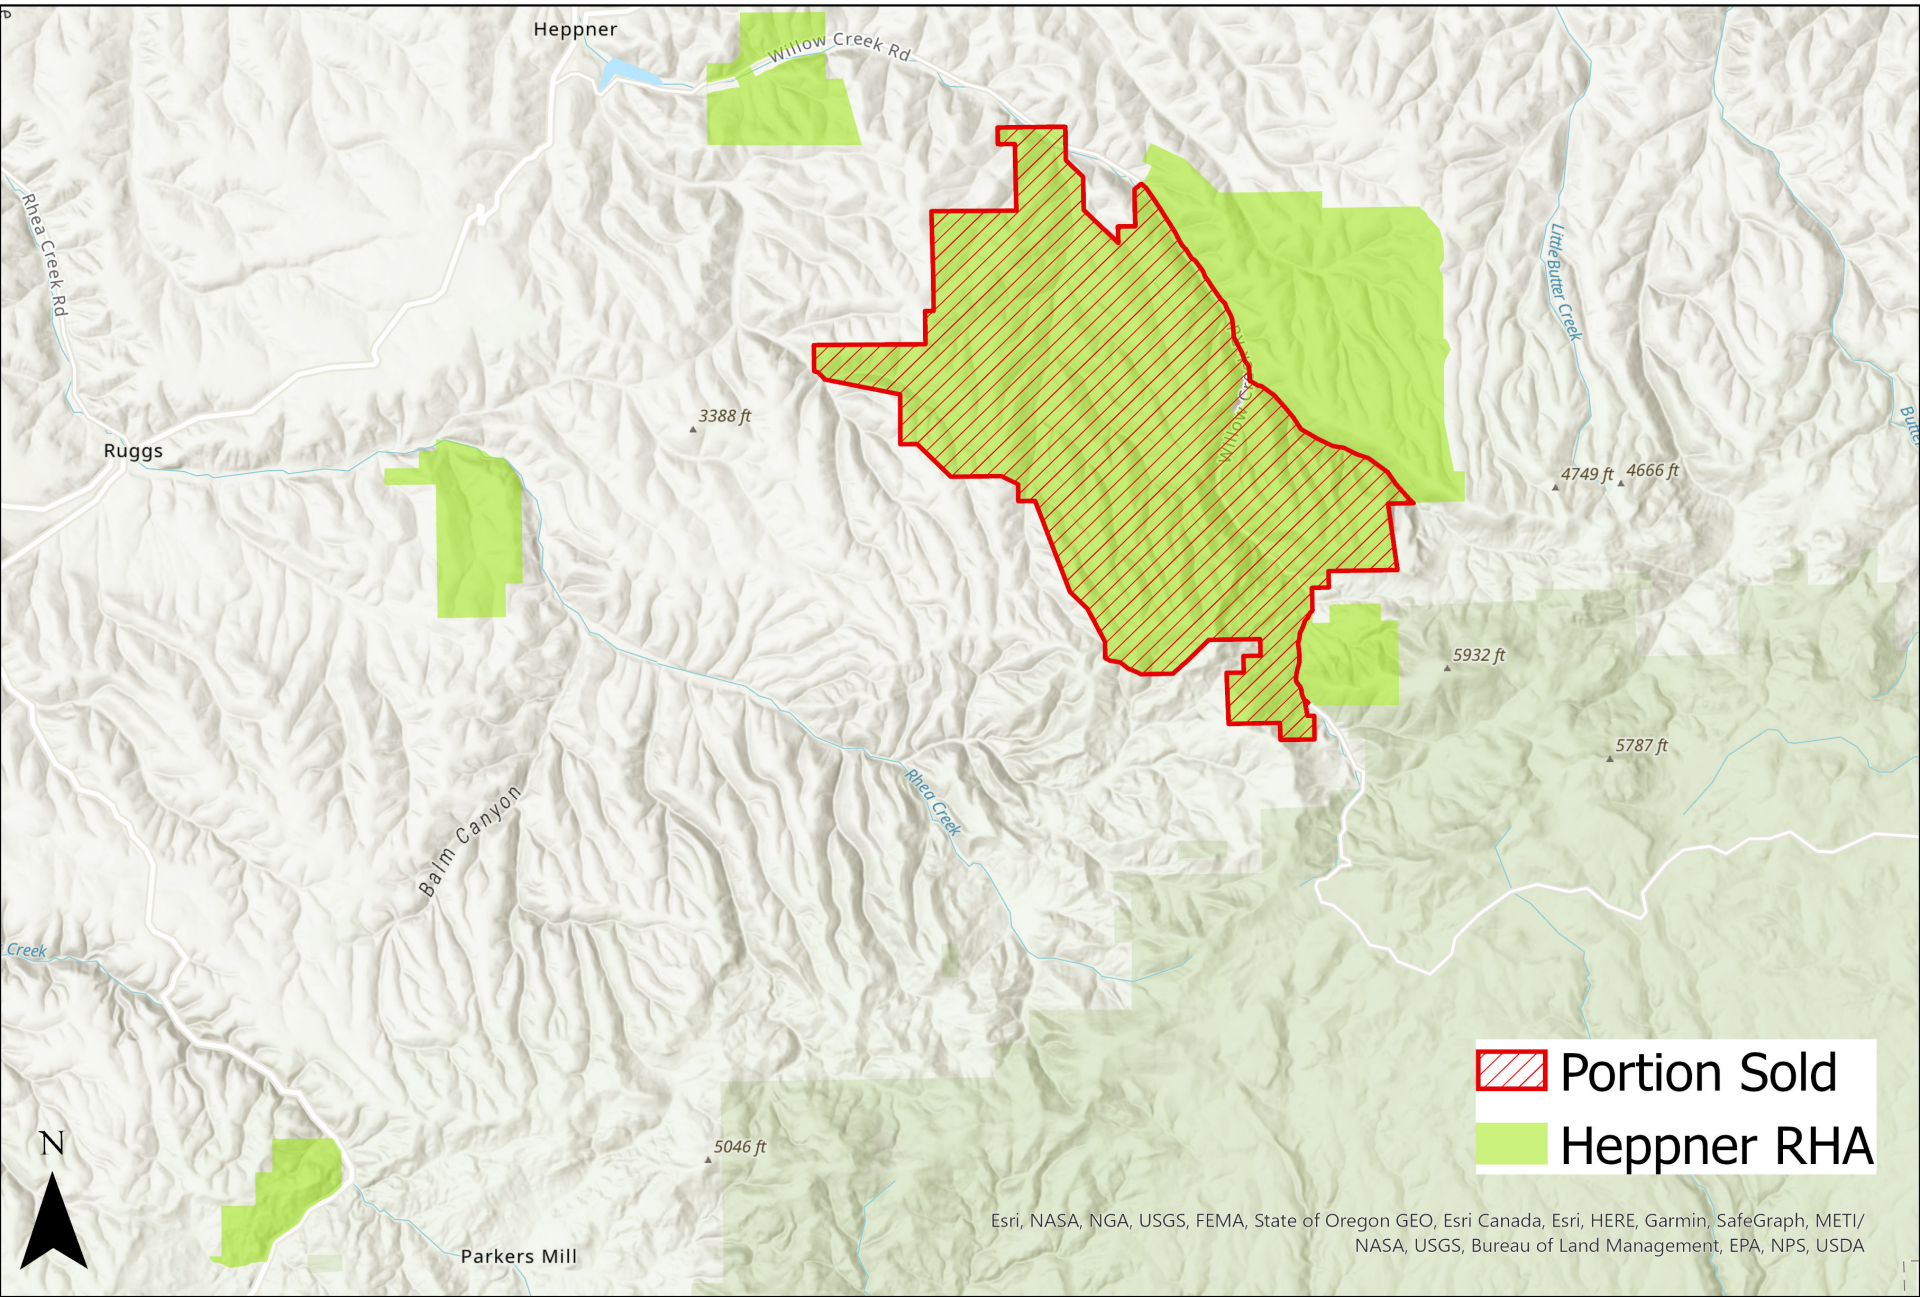 Heppner
Willow Creek Rd
Rhea Creek Rd
Little Butter Creek
Ruggs
3388 ft
Willow Cre
4749 ft
4666 ft
5932 ft
5787 ft
Rhea Creek
Balm Canyon
Creek
5046 ft
Parkers Mill
N
Portion Sold
Heppner RHA
Esri, NASA, NGA, USGS, FEMA, State of Oregon GEO, Esri Canada, Esri, HERE, Garmin, SafeGraph, METI/
NASA, USGS, Bureau of Land Management, EPA, NPS, USDA